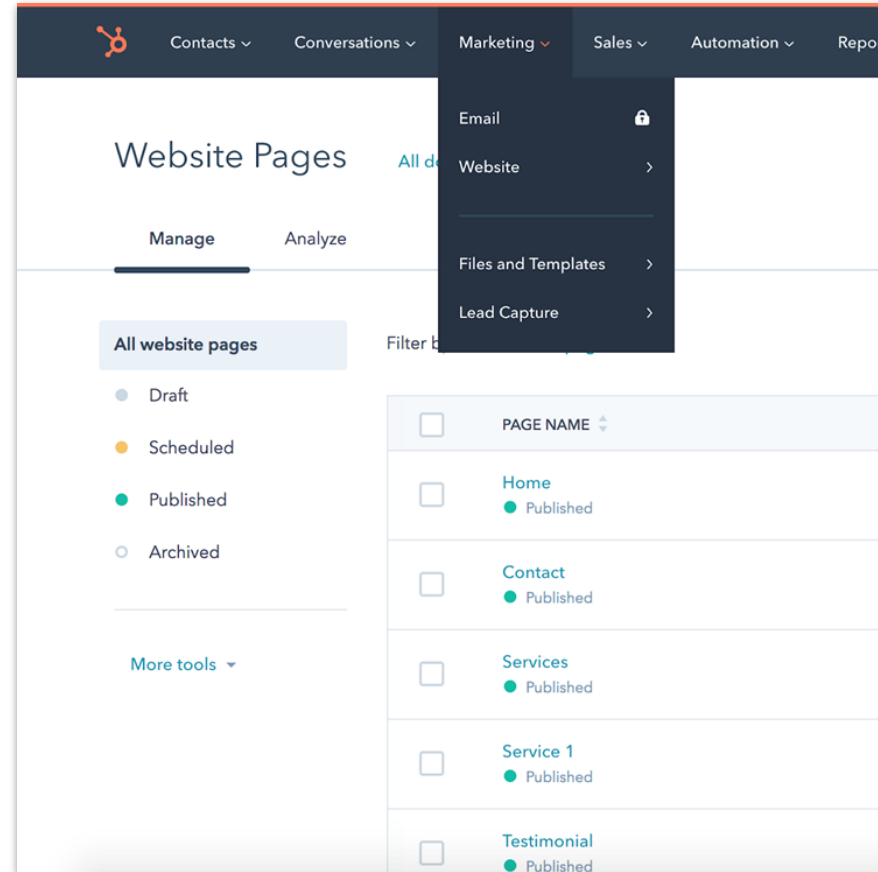 Contacts Conversations Marketing Sales Automation
Email
Website Pages All
Website
Manage Analyze
Files and Templates
Lead Capture
All website pages Filter
Draft
PAGE NAME
Scheduled
Home
Published Published
Archived
Contact
Published
More tools
Services
Published
Service 1
Published
Testimonial
Published